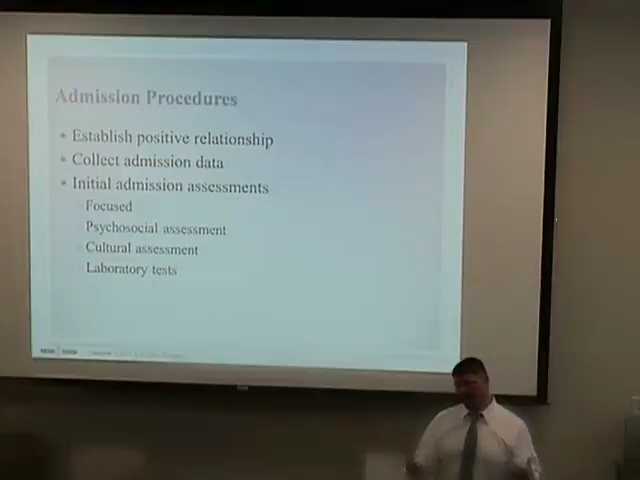 Admission Procedures
Establish positive relationship
Collect admission data
Initial admission assessments
Focused
Psychosocial assessment
Cultural assessment
Laboratory tests